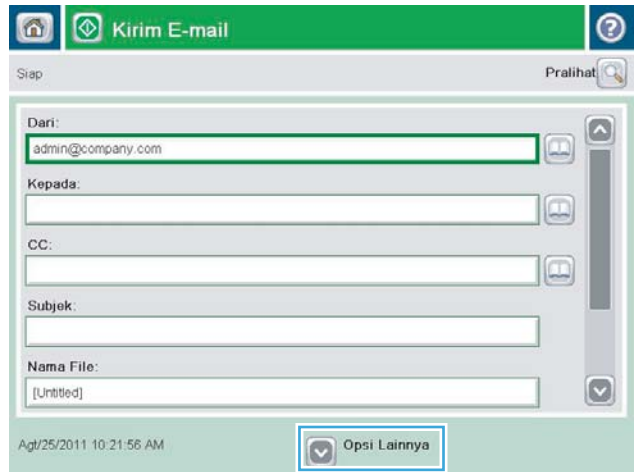 Kirim E-mail
?
Siap
Pralihat
Dari:
admin@company.com
Kepada:
CC:
Subjek:
Nama File:
[Untitled]
Agt/25/2011 10:21:56 AM
Opsi Lainnya